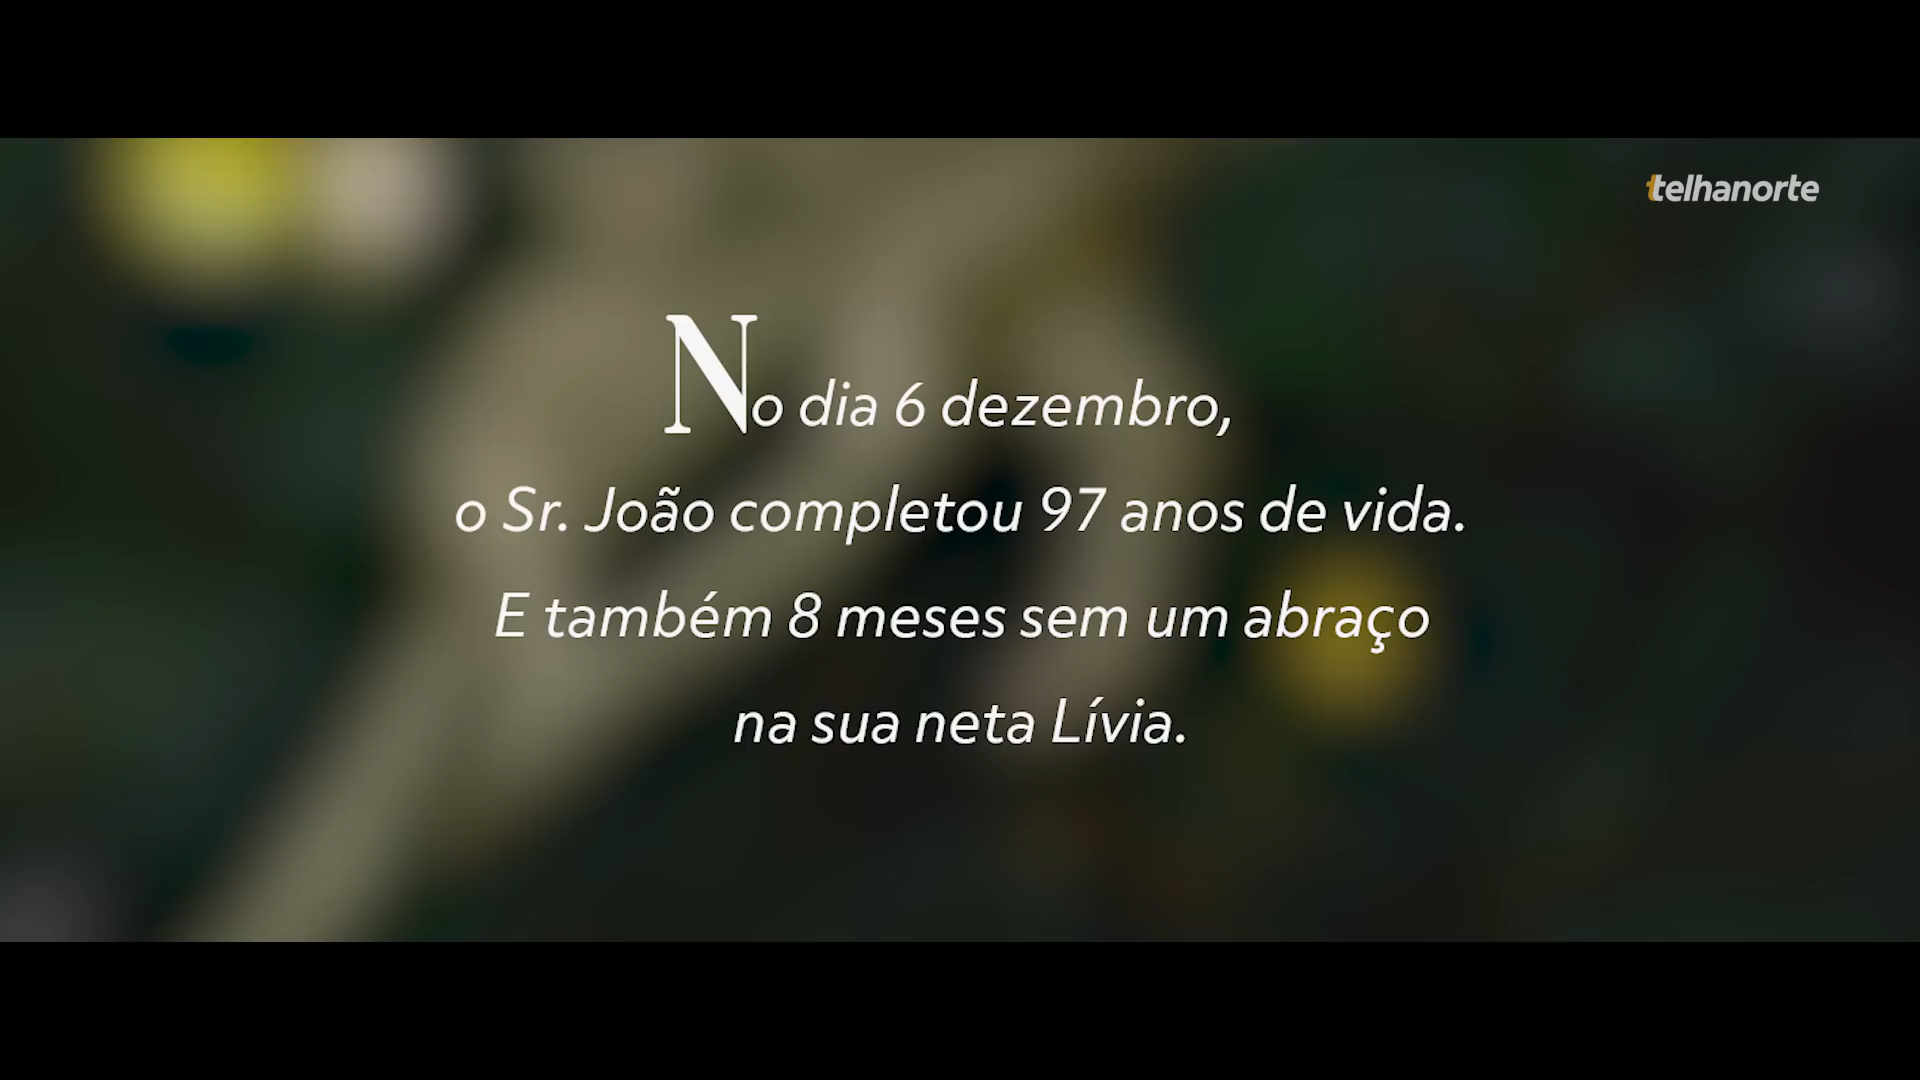 telhanorte
No dia 6 dezembro,
o Sr. João completou 97 anos de vida.
E também 8 meses sem um abraço
na sua neta Lívia.